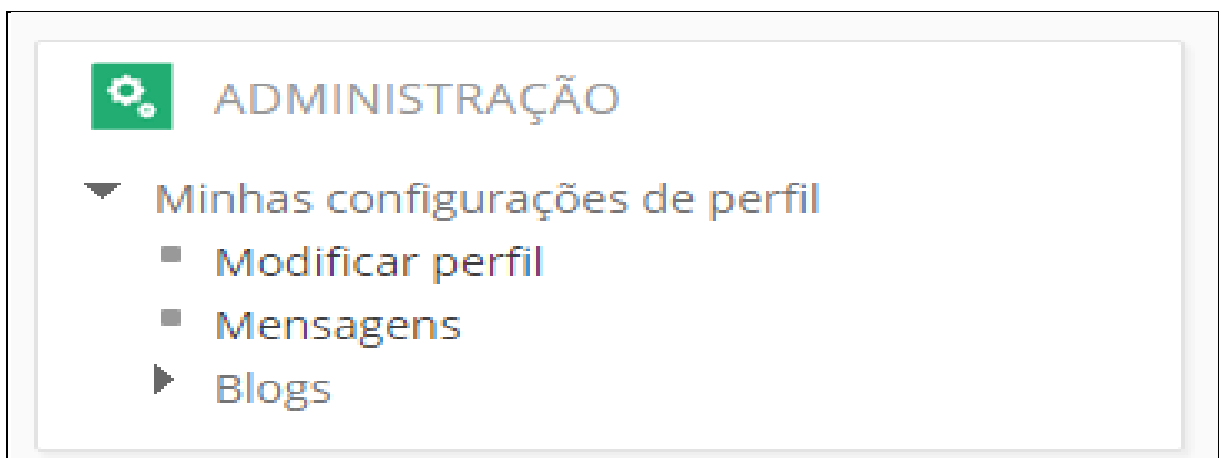 ADMINISTRAÇÃO
Minhas configurações de perfil
Modificar perfil
Mensagens
Blogs